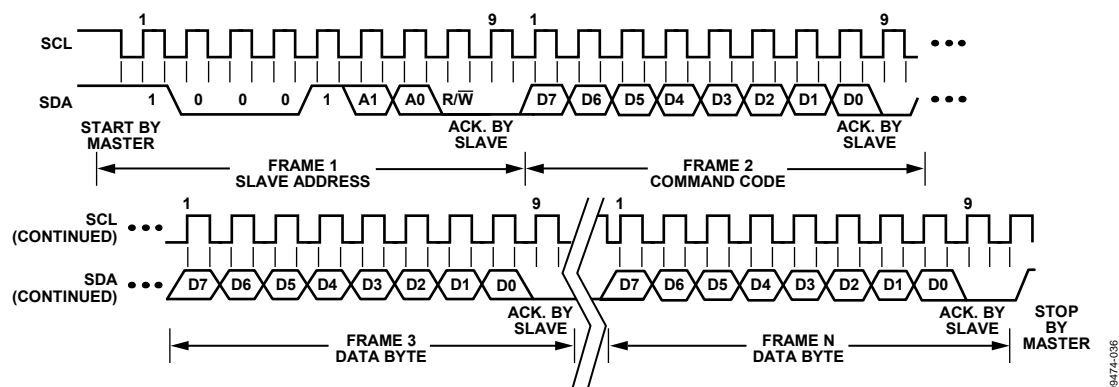 1 9 1 9
SCL
SDA 1 0 0 0 1 A1 A0 R/W̅ D7 D6 D5 D4 D3 D2 D1 D0
START BY MASTER
ACK. BY SLAVE
ACK. BY SLAVE
FRAME 1
SLAVE ADDRESS
FRAME 2
COMMAND CODE
1 9 1 9
SCL
(CONTINUED)
SDA
(CONTINUED)
D7 D6 D5 D4 D3 D2 D1 D0 D7 D6 D5 D4 D3 D2 D1 D0
ACK. BY
SLAVE
ACK. BY
SLAVE
STOP
BY
MASTER
FRAME 3
DATA BYTE
FRAME N
DATA BYTE
9474-036